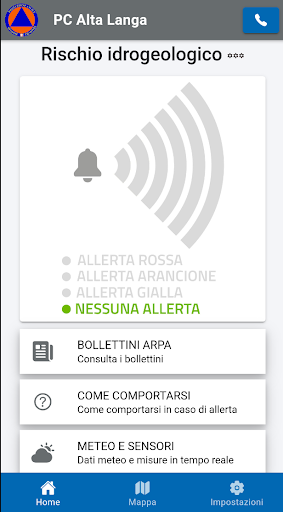 PC Alta Langa
Rischio idrogeologico ***
ALLERTA ROSSA
ALLERTA ARANCIONE
ALLERTA GIALLA
NESSUNA ALLERTA
BOLLETTINI ARPA
Consulta i bollettini
COME COMPORTARSI
Come comportarsi in caso di allerta
METEO E SENSORI
Dati meteo e misure in tempo reale
Home
Mappa
Impostazioni